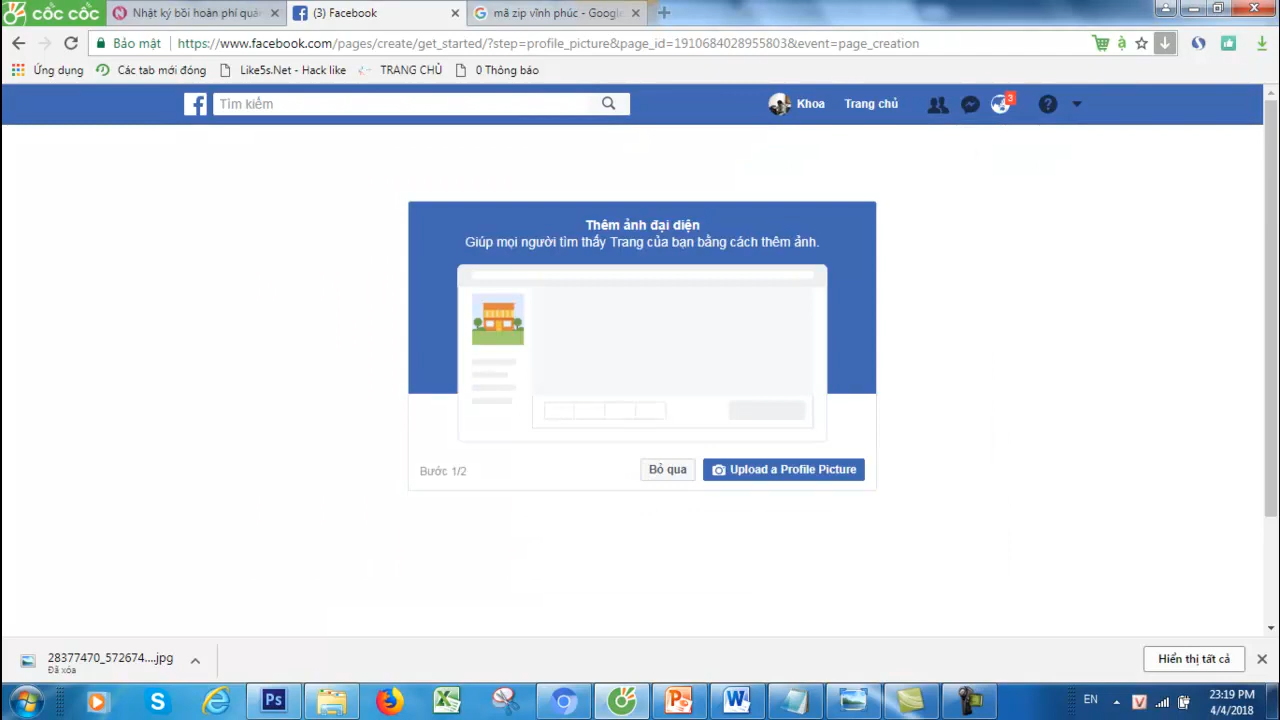 cốc cốc
Nhật ký bồi hoàn phí quản
(3) Facebook
mã zip vĩnh phúc - Google
Bảo mật
https://www.facebook.com/pages/create/get_started/?step=profile_picture&page_id=1910684028955803&event=page_creation
Ứng dụng
Các tab mới đóng
Like5s.Net - Hack like
TRANG CHỦ
0 Thông báo
Tìm kiếm
Khoa
Trang chủ
3
Thêm ảnh đại diện
Giúp mọi người tìm thấy Trang của bạn bằng cách thêm ảnh.
Bước 1/2
Bỏ qua
Upload a Profile Picture
28377470_572674....jpg
Đã xóa
Hiển thị tất cả
EN
23:19 PM
4/4/2018